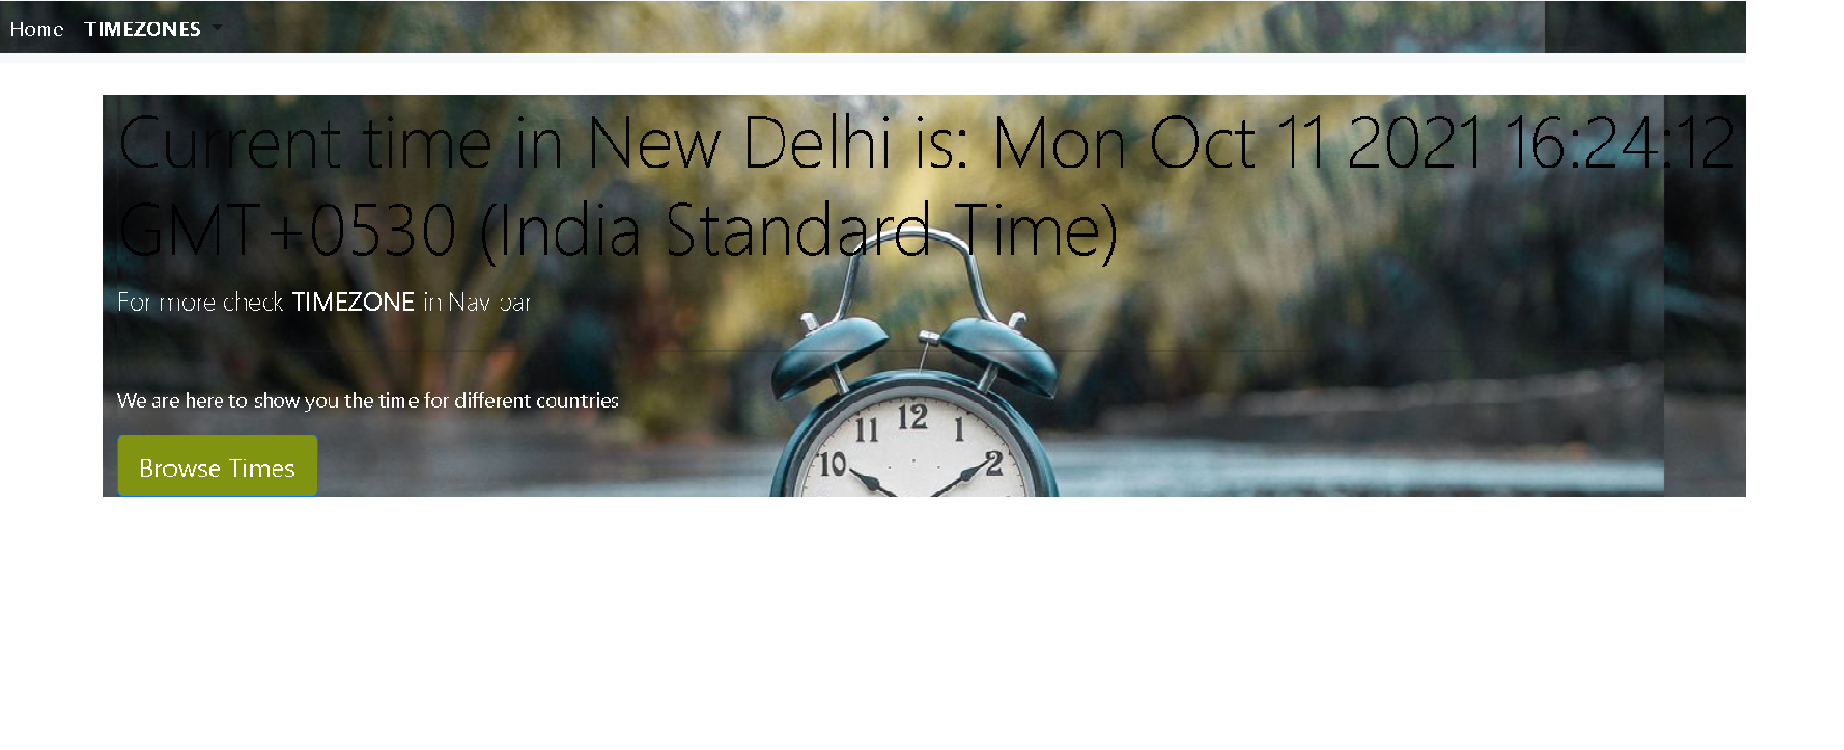 Home TIMEZONES
Current time in New Delhi is: Mon Oct 11 2021 16:24:12
GMT+0530 (India Standard Time)
For more check TIMEZONE in Nav bar
We are here to show you the time for different countries
Browse Times
11 12 1
10 2